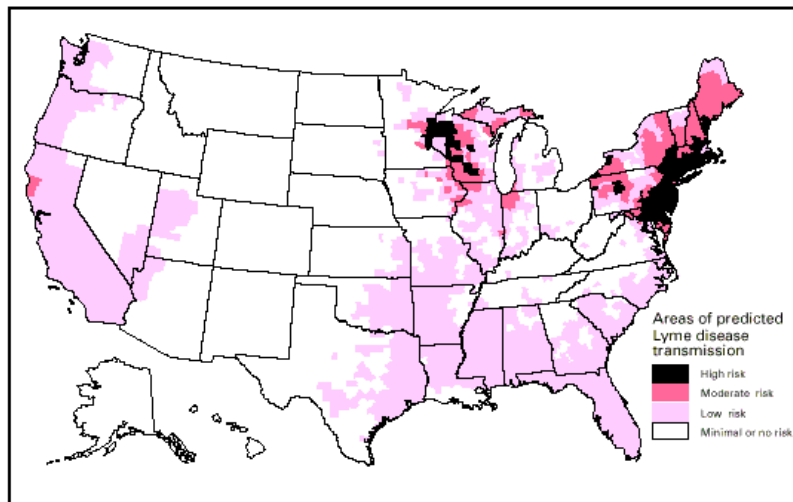 Areas of predicted
Lyme disease
transmission
High risk
Moderate risk
Low risk
Minimal or no risk